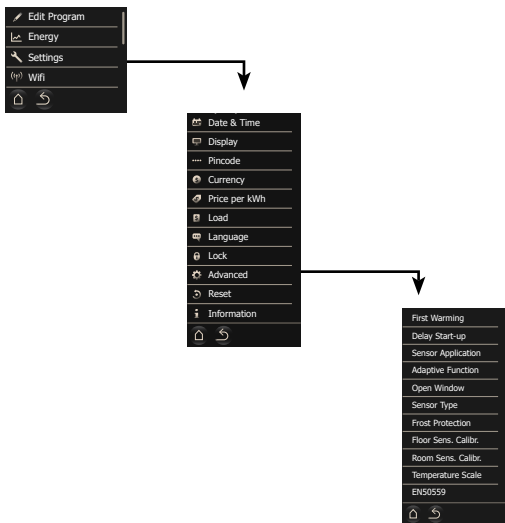 Edit Program
Energy
Settings
Wifi
Date & Time
Display
Pincode
Currency
Price per kWh
Load
Language
Lock
Advanced
Reset
Information
First Warming
Delay Start-up
Sensor Application
Adaptive Function
Open Window
Sensor Type
Frost Protection
Floor Sens. Calibr.
Room Sens. Calibr.
Temperature Scale
EN50559